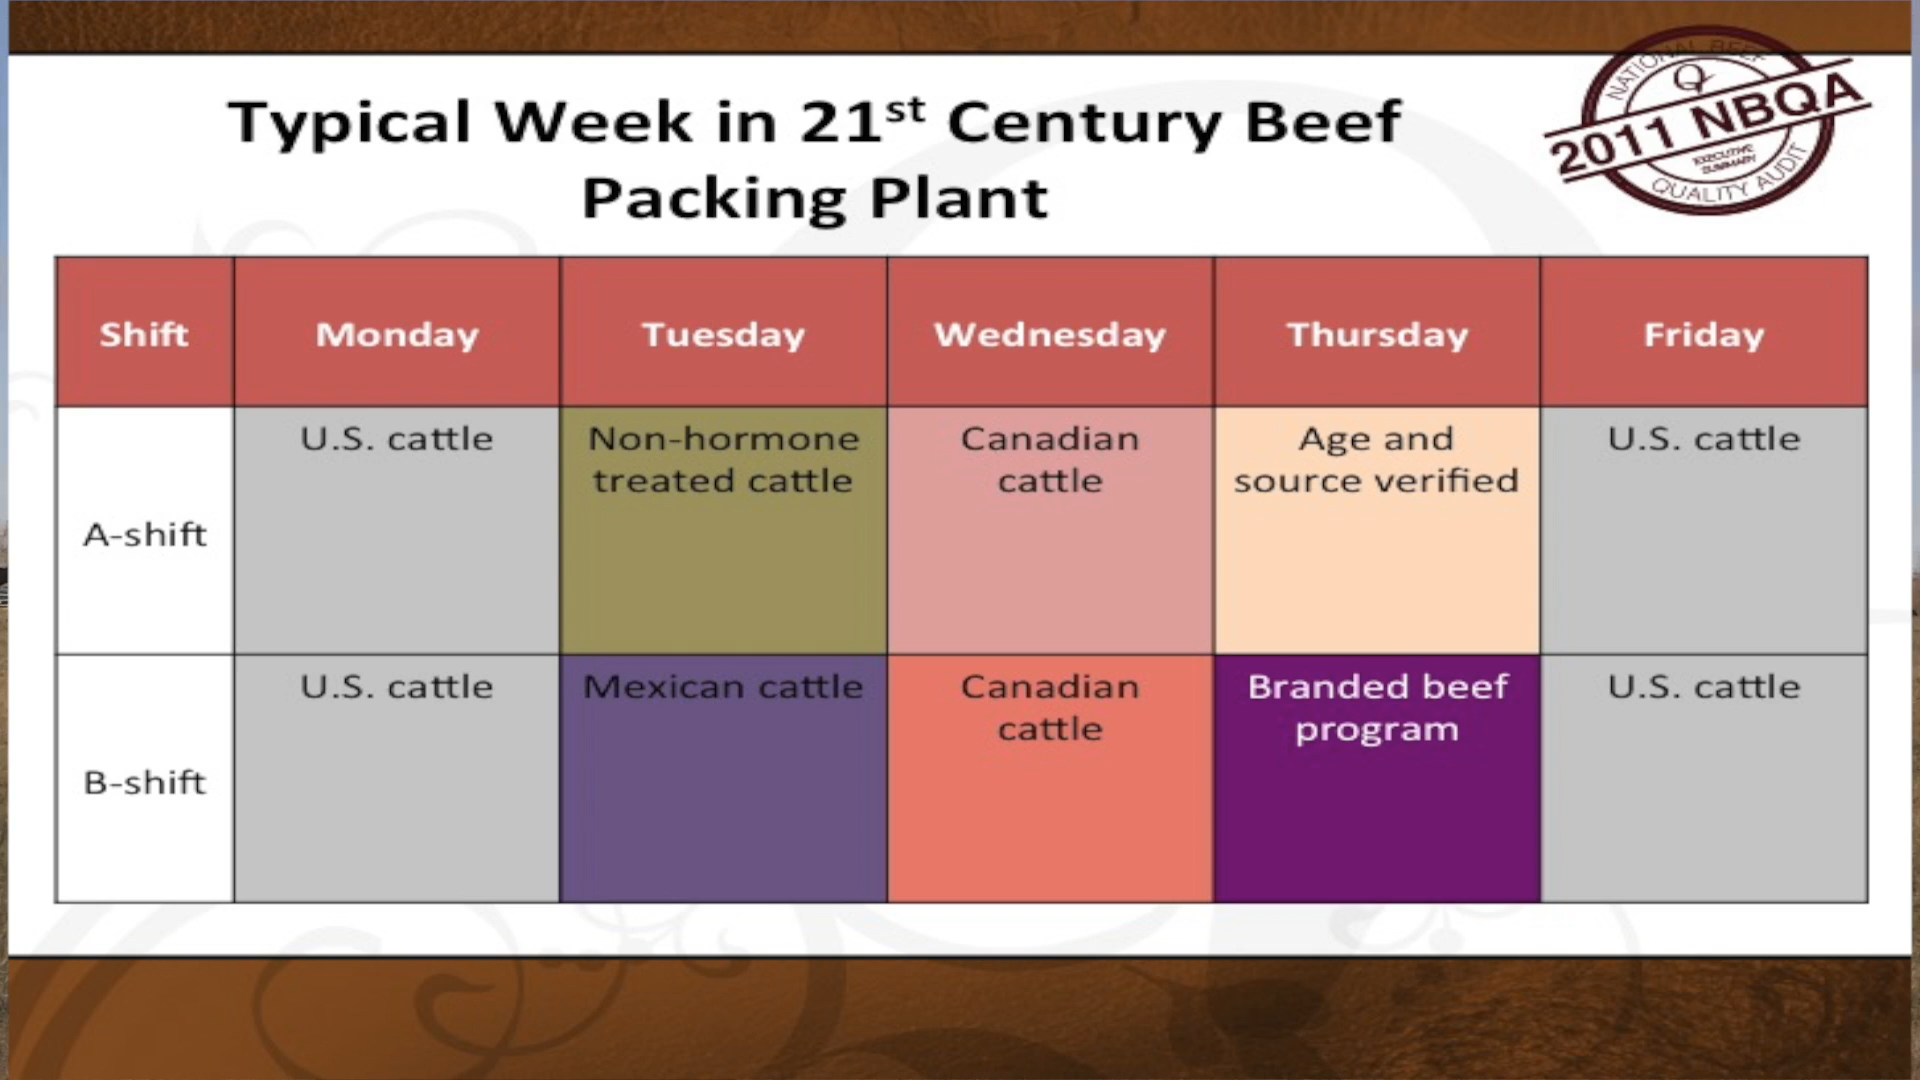 Typical Week in 21st Century Beef
Packing Plant
NATIONAL BEEF
Q
2011 NBQA
EXECUTIVE
SUMMARY
QUALITY AUDIT
Shift Monday Tuesday Wednesday Thursday Friday
A-shift
U.S. cattle
Non-hormone
treated cattle
Canadian
cattle
Age and
source verified
U.S. cattle
B-shift
U.S. cattle
Mexican cattle
Canadian
cattle
Branded beef
program
U.S. cattle